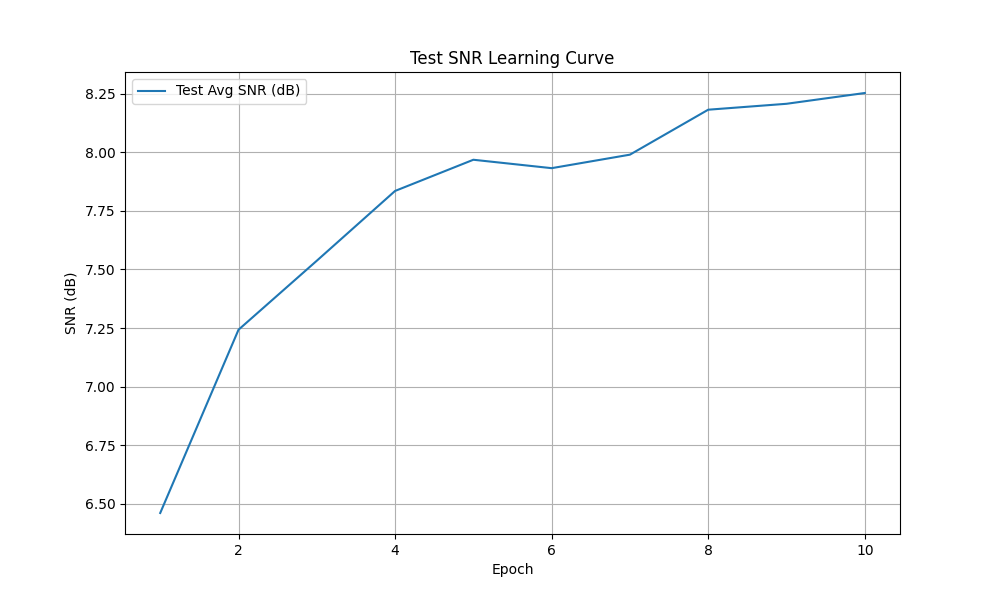 Test SNR Learning Curve
Test Avg SNR (dB)
8.25
8.00
7.75
7.50
7.25
7.00
6.75
6.50
SNR (dB)
2 4 6 8 10
Epoch